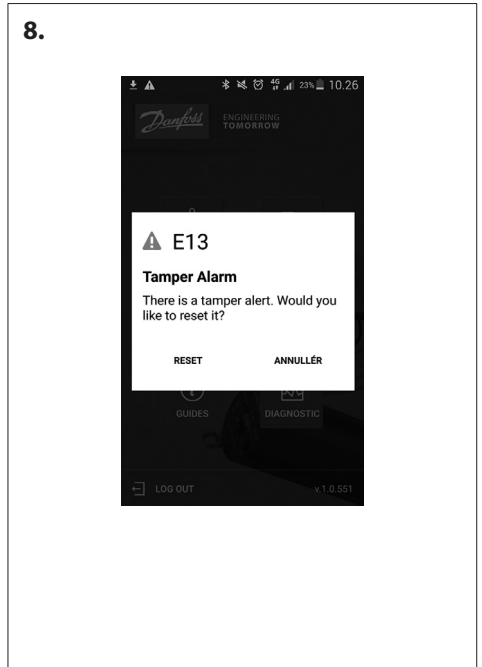 8.
4G 23% 10.26
Danfoss ENGINEERING
TOMORROW
E13
Tamper Alarm
There is a tamper alert. Would you
like to reset it?
RESET ANNULLÉR
GUIDES DIAGNOSTIC
LOG OUT v.1.0.551